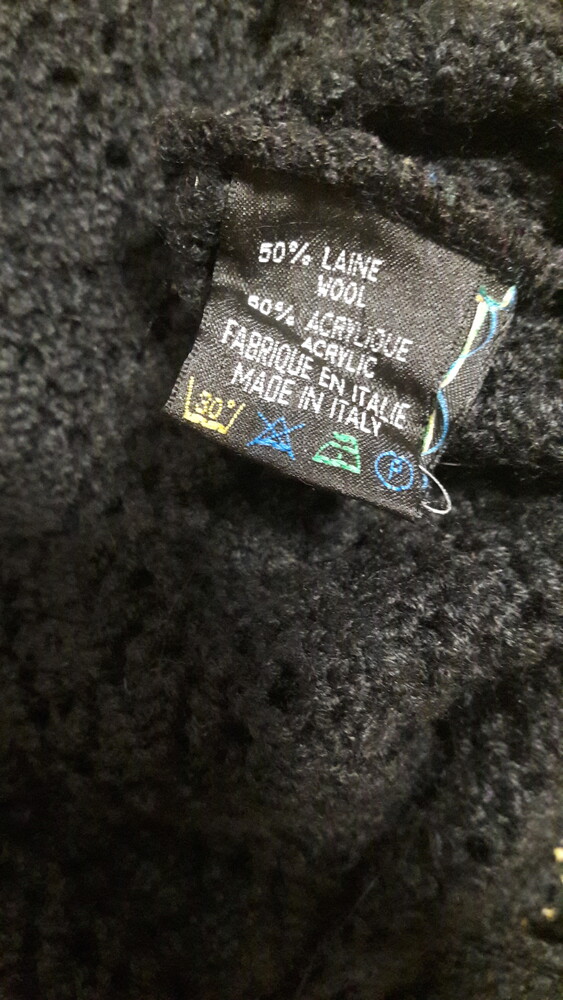 50% LAINE
WOOL
50% ACRYLIQUE
ACRYLIC
FABRIQUE EN ITALIE
MADE IN ITALY
30° P